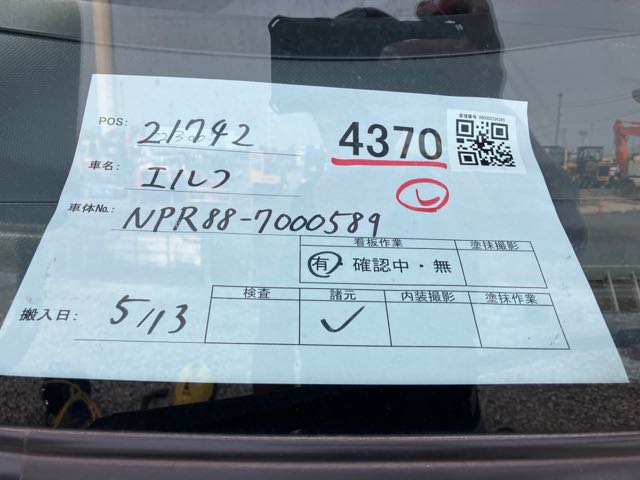 POS: 21742
4370
車名: エルフ
車体No.: NPR88-7000589
看板作業 塗抹撮影
有・確認中・無
搬入日: 5/13
検査 諸元 内装撮影 塗抹作業